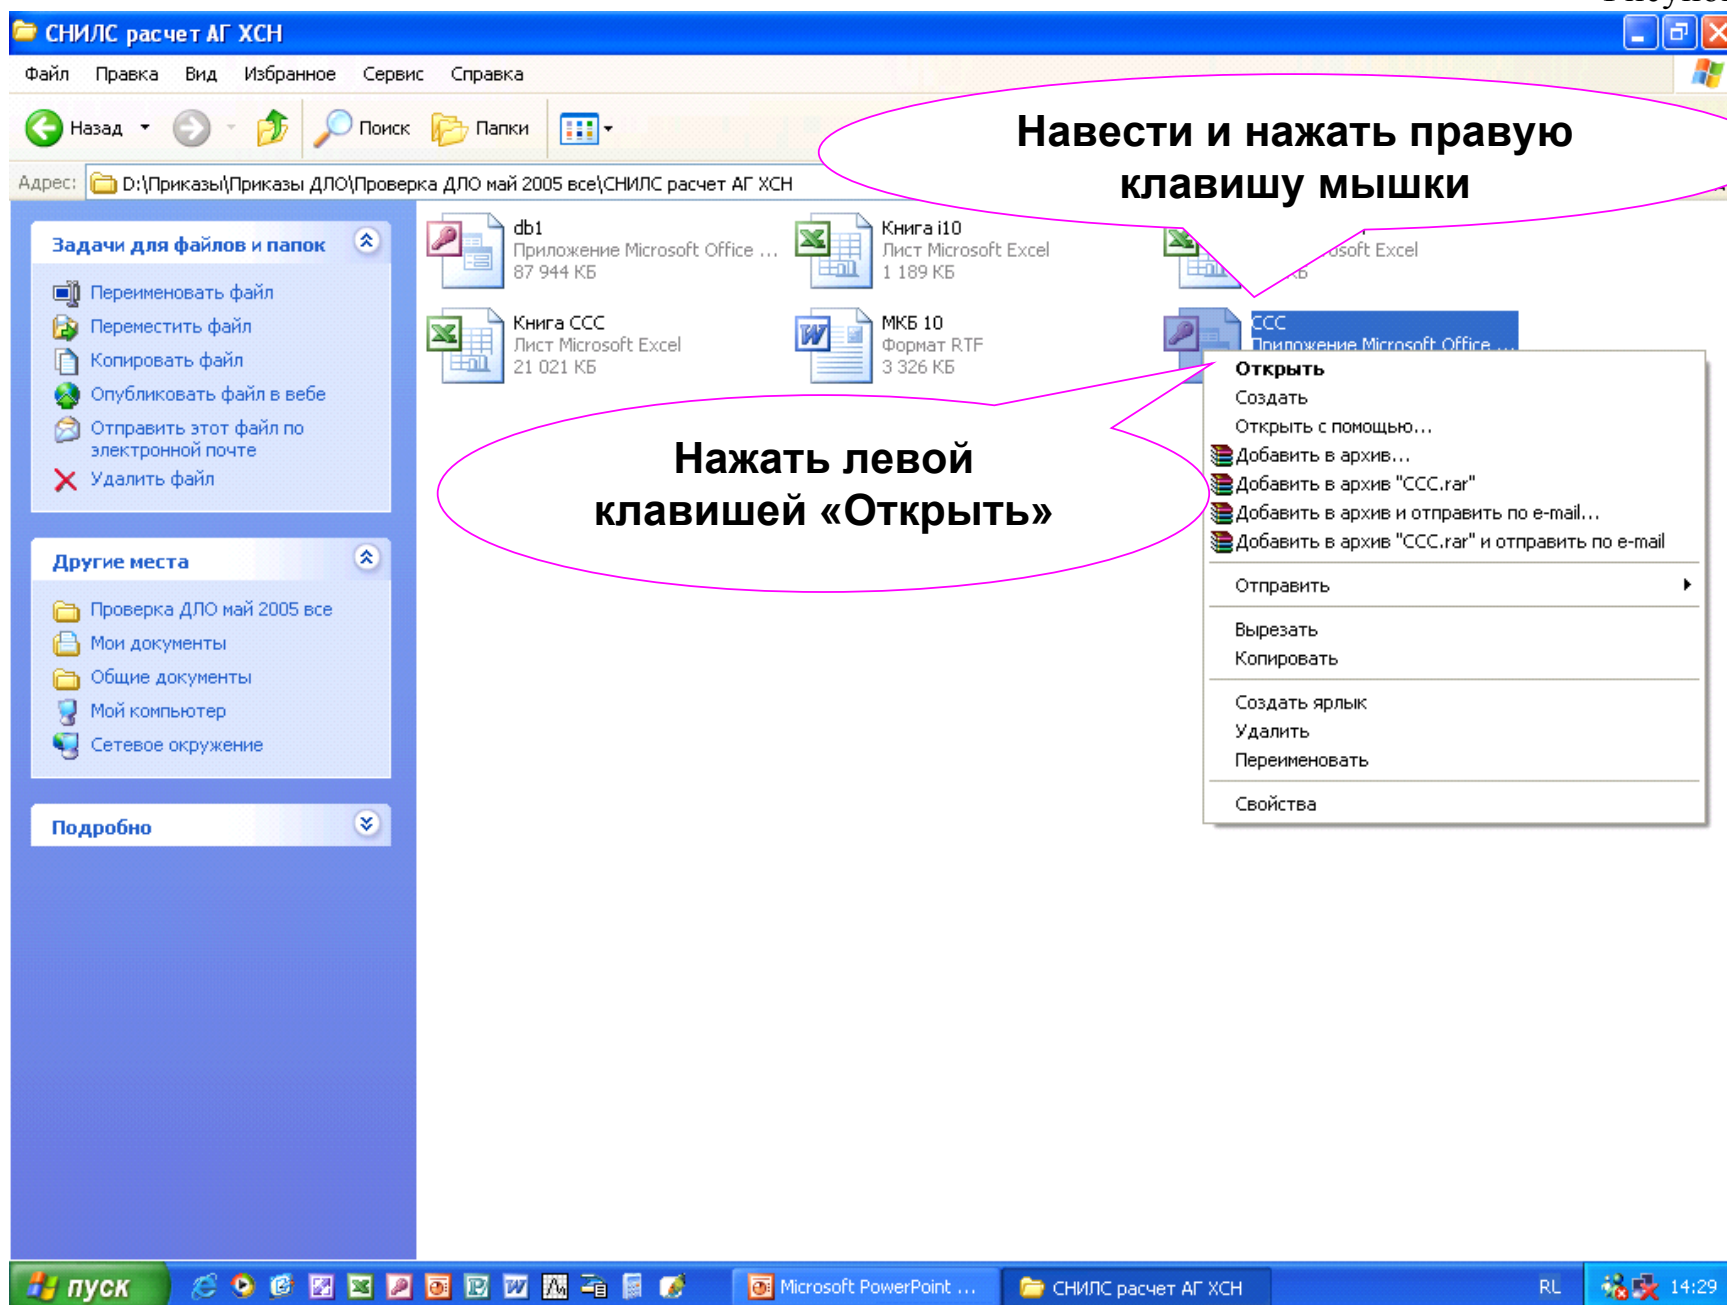 СНИЛС расчет АГ ХСН
Файл Правка Вид Избранное Сервис Справка
Назад Поиск Папки
Навести и нажать правую
клавишу мышки
Адрес: D:\Приказы\Приказы ДЛО\Проверка ДЛО май 2005 все\СНИЛС расчет АГ ХСН
Задачи для файлов и папок
Переименовать файл
Переместить файл
Копировать файл
Опубликовать файл в вебе
Отправить этот файл по
электронной почте
Удалить файл
Другие места
Проверка ДЛО май 2005 все
Мои документы
Общие документы
Мой компьютер
Сетевое окружение
Подробно
db1
Приложение Microsoft Office ...
87 944 КБ
Книга i10
Лист Microsoft Excel
1 189 КБ
Excel
Книга ССС
Лист Microsoft Excel
21 021 КБ
МКБ 10
Формат RTF
3 326 КБ
ССС
Приложение Microsoft Office ...
Нажать левой
клавишей «Открыть»
Открыть
Создать
Открыть с помощью...
Добавить в архив...
Добавить в архив "ССС.rar"
Добавить в архив и отправить по e-mail...
Добавить в архив "ССС.rar" и отправить по e-mail
Отправить
Вырезать
Копировать
Создать ярлык
Удалить
Переименовать
Свойства
пуск
Microsoft PowerPoint ...
СНИЛС расчет АГ ХСН
RL
14:29